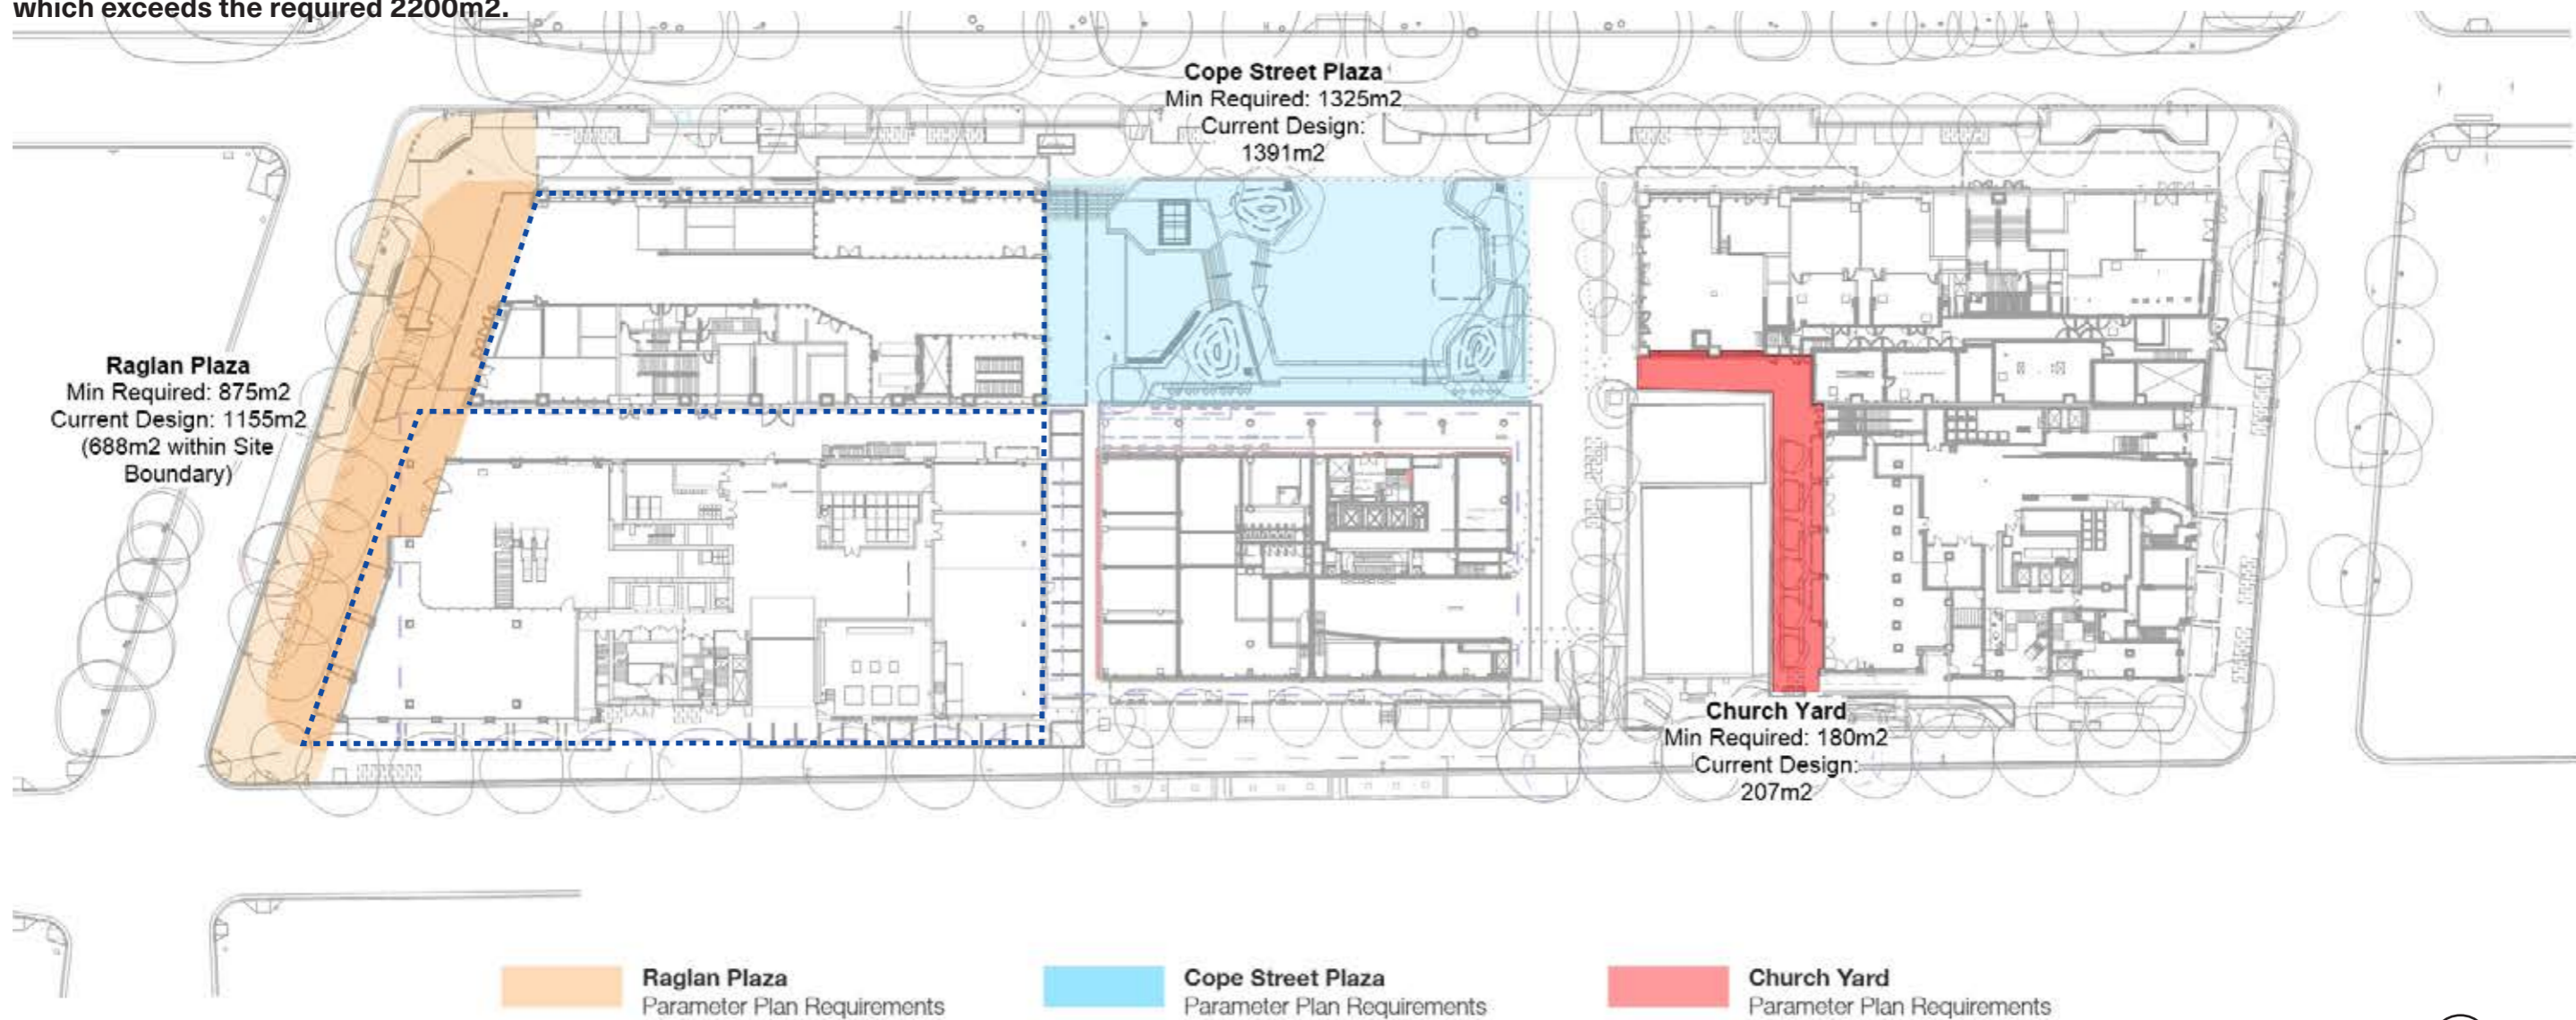 which exceeds the required 2200m2.
Cope Street Plaza
Min Required: 1325m2
Current Design:
1391m2
Raglan Plaza
Min Required: 875m2
Current Design: 1155m2
(688m2 within Site
Boundary)
Church Yard
Min Required: 180m2
Current Design:
207m2
Raglan Plaza
Parameter Plan Requirements
Cope Street Plaza
Parameter Plan Requirements
Church Yard
Parameter Plan Requirements